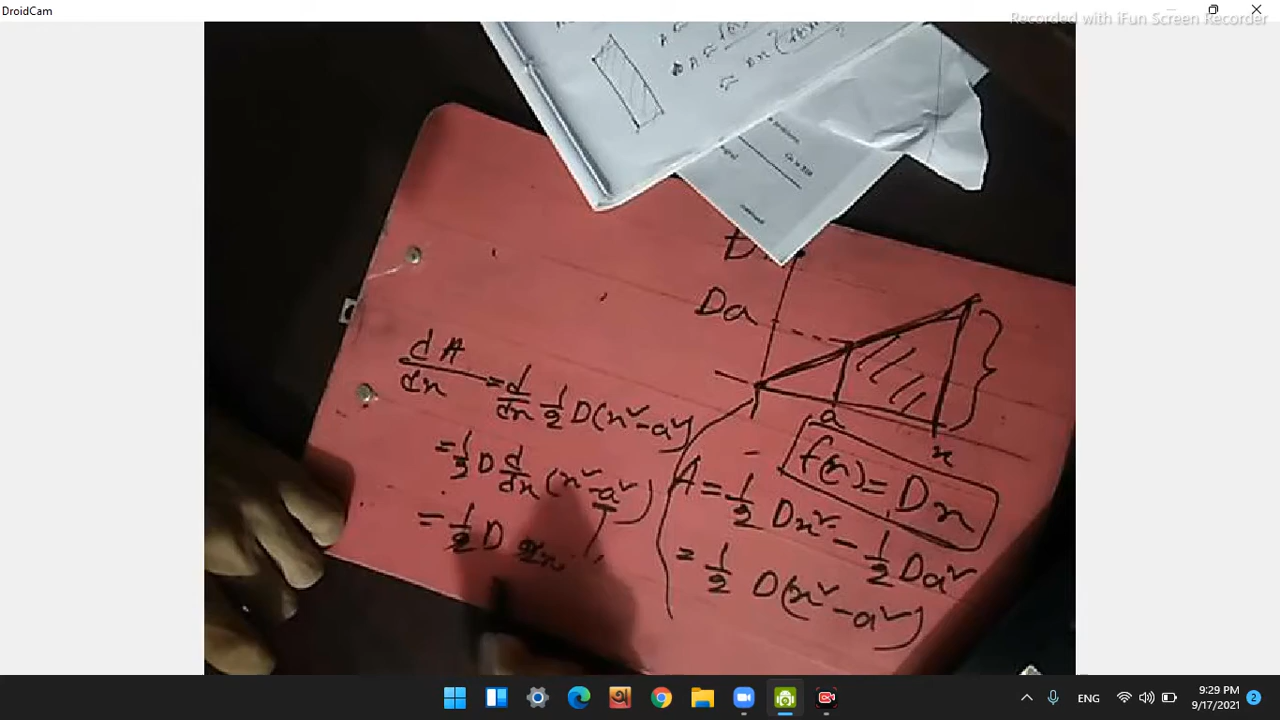 DroidCam
Recorded with iFun Screen Recorder
A ≈
A ≈
≈
Da
dA/dx = d/dx 1/2 D(x² - a²)
= 1/2 D d/dx (x² - a²)
= 1/2 D 2x
a
x
f(x) = Dx
A = 1/2 Dx² - 1/2 Da²
= 1/2 D(x² - a²)
ENG
9:29 PM
9/17/2021
2